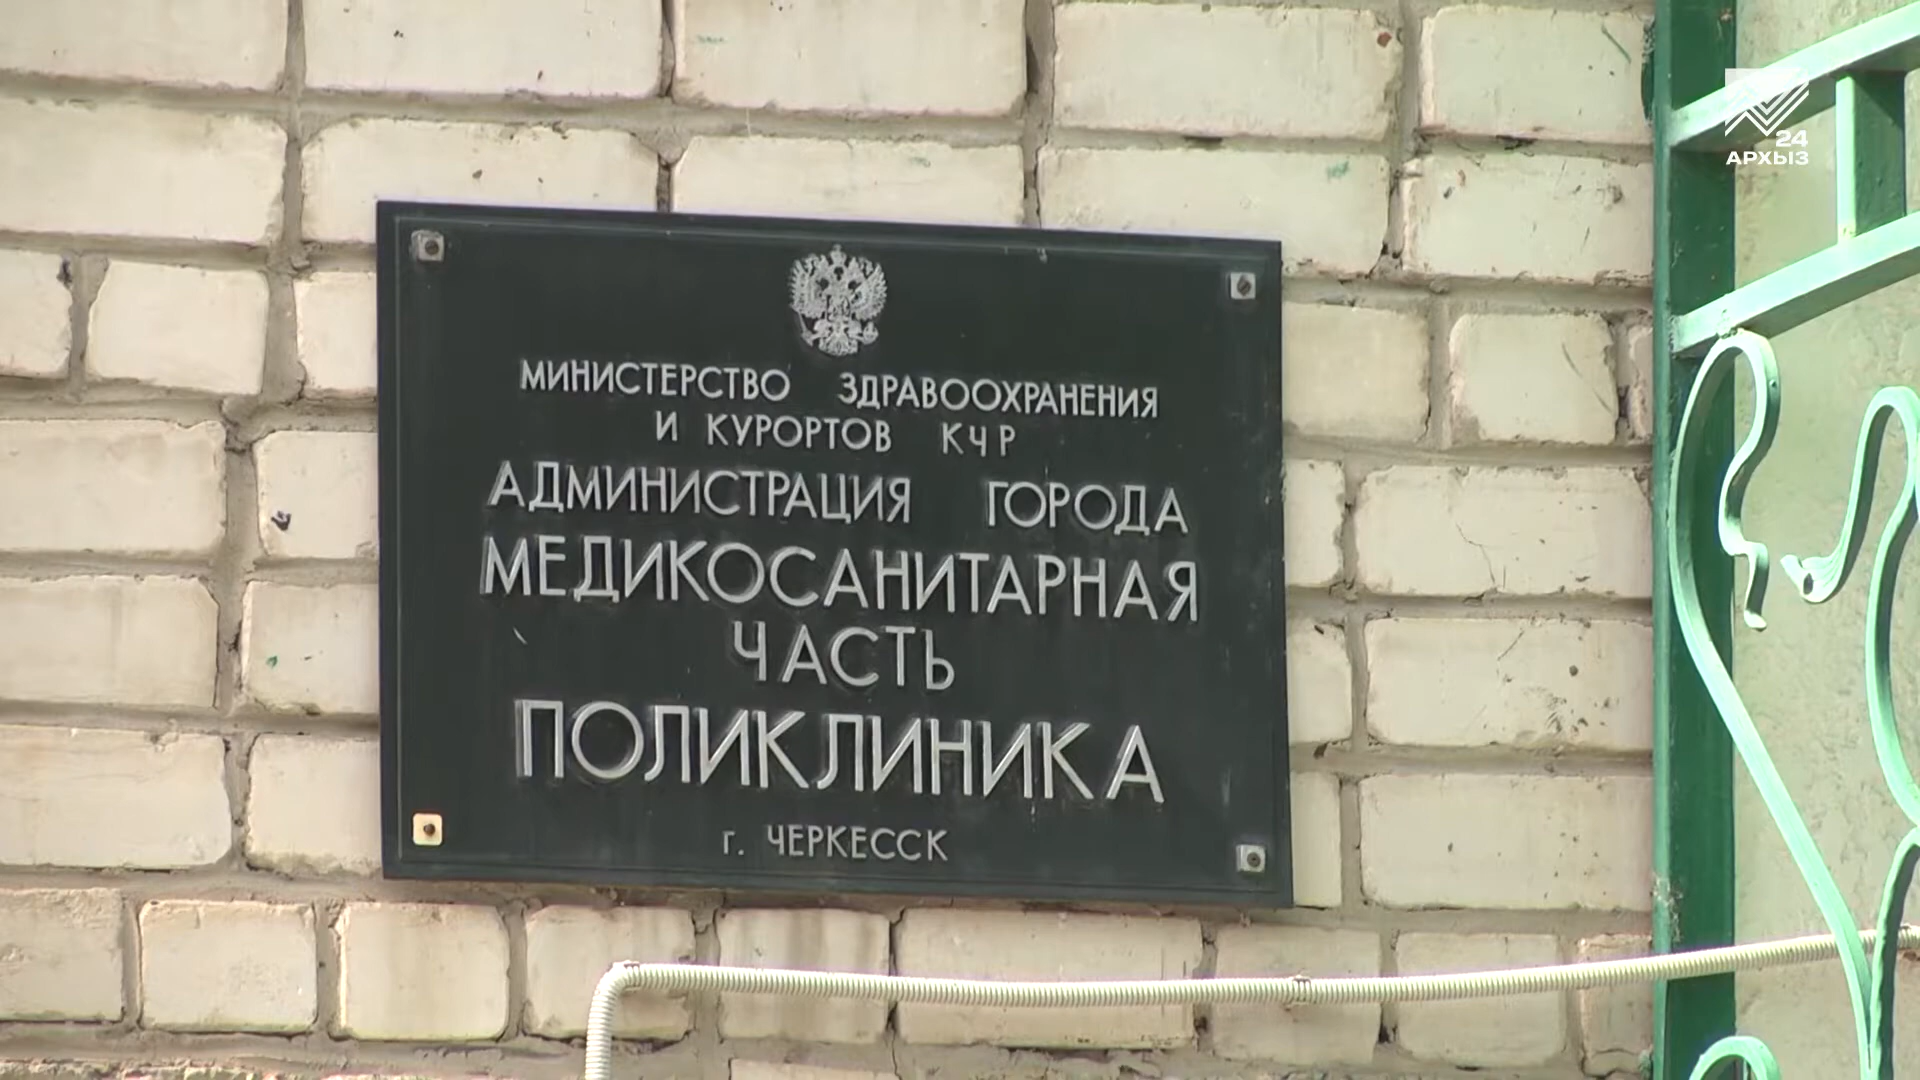 24
АРХЫЗ
МИНИСТЕРСТВО ЗДРАВООХРАНЕНИЯ
И КУРОРТОВ КЧР
АДМИНИСТРАЦИЯ ГОРОДА
МЕДИКОСАНИТАРНАЯ
ЧАСТЬ
ПОЛИКЛИНИКА
г. ЧЕРКЕССК